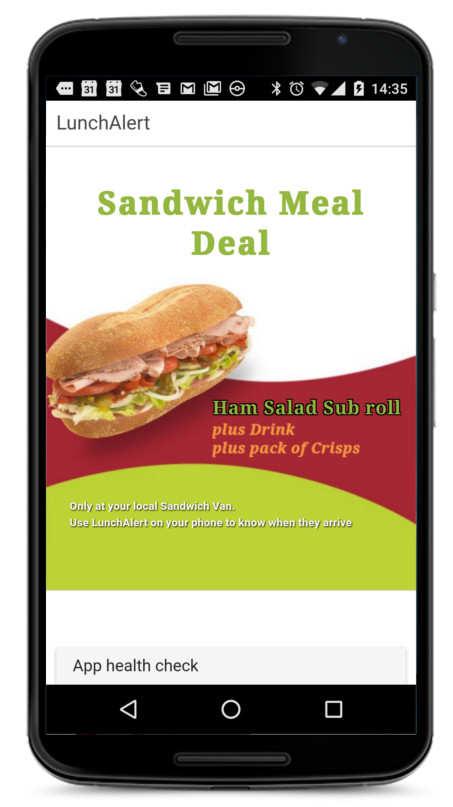 31 31 14:35
LunchAlert
Sandwich Meal
Deal
Ham Salad Sub roll
plus Drink
plus pack of Crisps
Only at your local Sandwich Van.
Use LunchAlert on your phone to know when they arrive
App health check